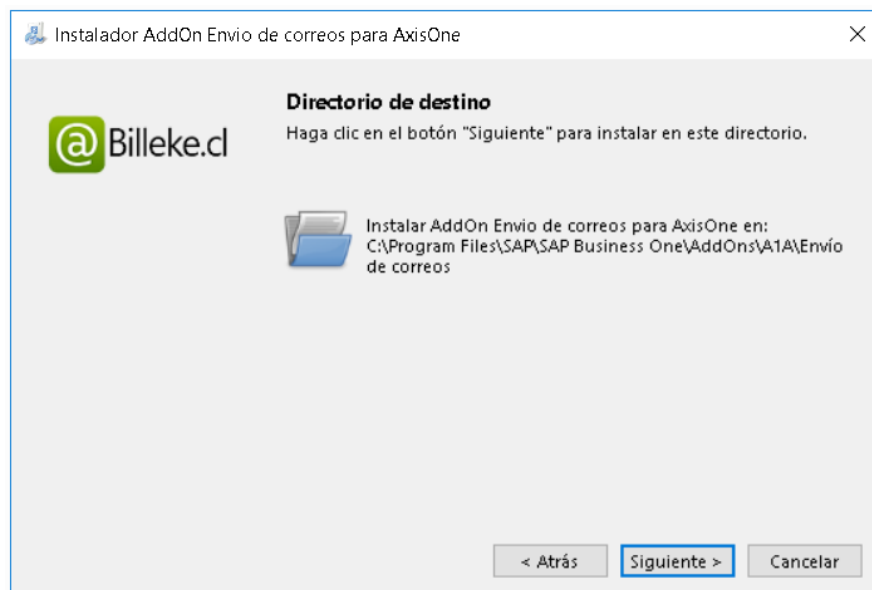 Instalador AddOn Envio de correos para AxisOne
@Billeke.cl
Directorio de destino
Haga clic en el botón "Siguiente" para instalar en este directorio.
Instalar AddOn Envio de correos para AxisOne en:
C:\Program Files\SAP\SAP Business One\AddOns\A1A\Envío
de correos
< Atrás
Siguiente >
Cancelar